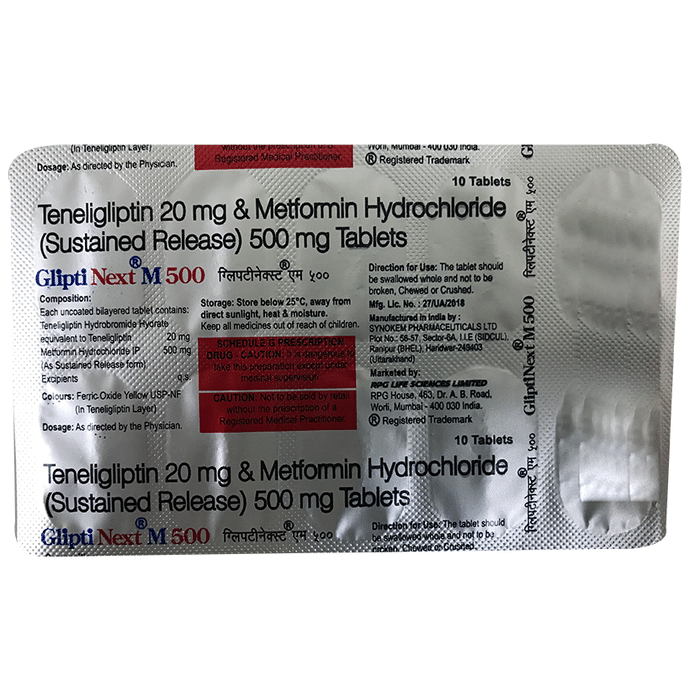 (In Teneligliptin Layer)
Dosage: As directed by the Physician.
without the prescription of a
Registered Medical Practitioner
Worli, Mumbai - 400 030 India.
® Registered Trademark
10 Tablets
Teneligliptin 20 mg & Metformin Hydrochloride
(Sustained Release) 500 mg Tablets
Glipti Next® M 500 ग्लिपटीनेक्स्ट® एम ५००
Composition:
Each uncoated bilayered tablet contains:
Teneligliptin Hydrobromide Hydrate
equivalent to Teneligliptin 20 mg
Metformin Hydrochloride IP 500 mg
(As Sustained Release form)
Excipients q.s.
Colours: Ferric Oxide Yellow USP-NF
(In Teneligliptin Layer)
Dosage: As directed by the Physician.
Storage: Store below 25°C, away from
direct sunlight, heat & moisture.
Keep all medicines out of reach of children.
SCHEDULE G PRESCRIPTION
DRUG - CAUTION: It is dangerous to
take this preparation except under
medical supervision
CAUTION: Not to be sold by retail
without the prescription of a
Registered Medical Practitioner
Direction for Use: The tablet should
be swallowed whole and not to be
broken, Chewed or Crushed.
Mfg. Lic. No. : 27/UA/2018
Manufactured in India by :
SYNOKEM PHARMACEUTICALS LTD
Plot No.: 56-57, Sector-6A, I.I.E (SIDCUL),
Ranipur (BHEL), Haridwar-249403
(Uttarakhand)
Marketed by:
RPG LIFE SCIENCES LIMITED
RPG House, 463, Dr. A. B. Road,
Worli, Mumbai - 400 030 India.
® Registered Trademark
10 Tablets
Teneligliptin 20 mg & Metformin Hydrochloride
(Sustained Release) 500 mg Tablets
Glipti Next® M 500 ग्लिपटीनेक्स्ट® एम ५००
Direction for Use: The tablet should
be swallowed whole and not to be
broken, Chewed or Crushed.
GliptiNext® M 500
ग्लिपटीनेक्स्ट® एम ५००
GliptiNext® M 500
ग्लिपटीनेक्स्ट® एम ५००